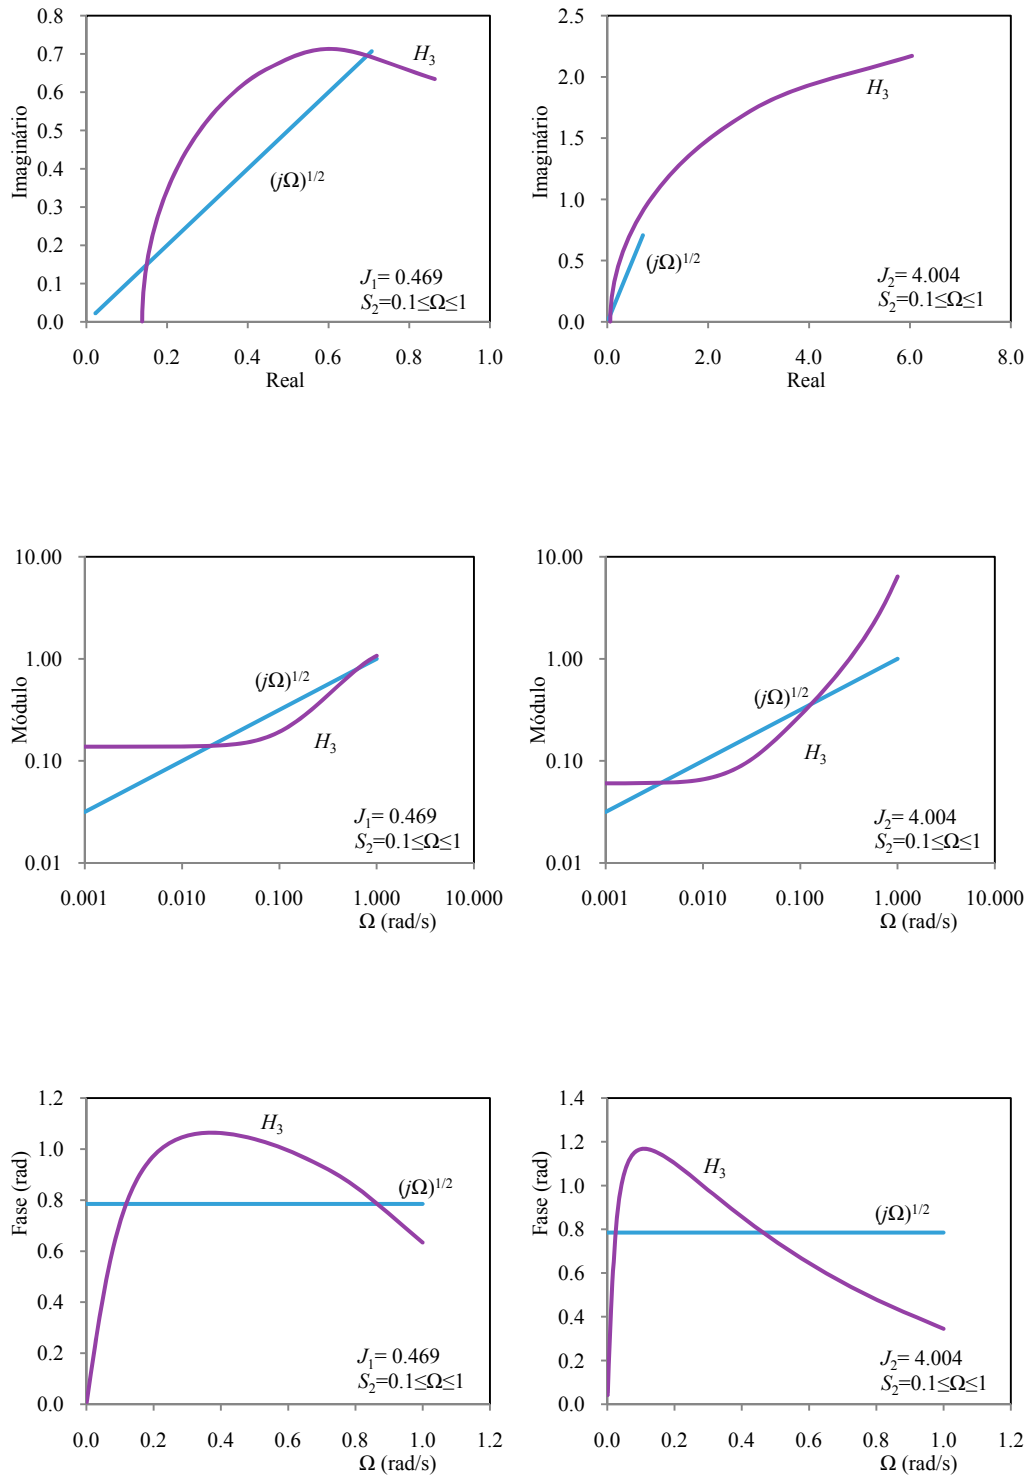 0.8
0.7
0.6
0.5
0.4
0.3
0.2
0.1
0.0
Imaginário
H₃
(jΩ)^1/2
J₁= 0.469
S₂=0.1≤Ω≤1
0.0 0.2 0.4 0.6 0.8 1.0
Real
2.5
2.0
1.5
1.0
0.5
0.0
Imaginário
H₃
(jΩ)^1/2
J₂= 4.004
S₂=0.1≤Ω≤1
0.0 2.0 4.0 6.0 8.0
Real
10.00
1.00
0.10
0.01
Módulo
(jΩ)^1/2
H₃
J₁= 0.469
S₂=0.1≤Ω≤1
0.001 0.010 0.100 1.000 10.000
Ω (rad/s)
10.00
1.00
0.10
0.01
Módulo
(jΩ)^1/2
H₃
J₂= 4.004
S₂=0.1≤Ω≤1
0.001 0.010 0.100 1.000 10.000
Ω (rad/s)
1.2
1.0
0.8
0.6
0.4
0.2
0.0
Fase (rad)
H₃
(jΩ)^1/2
J₁= 0.469
S₂=0.1≤Ω≤1
0.0 0.2 0.4 0.6 0.8 1.0 1.2
Ω (rad/s)
1.4
1.2
1.0
0.8
0.6
0.4
0.2
0.0
Fase (rad)
H₃
(jΩ)^1/2
J₂= 4.004
S₂=0.1≤Ω≤1
0.0 0.2 0.4 0.6 0.8 1.0 1.2
Ω (rad/s)